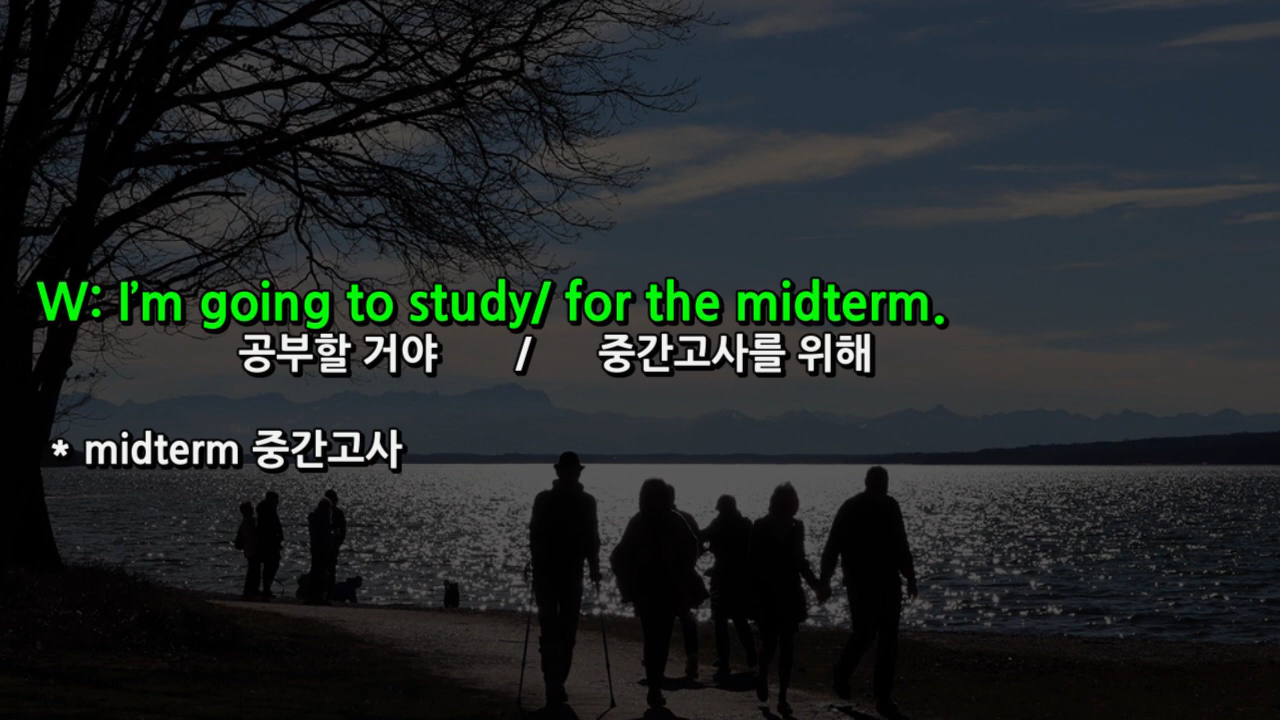 W: I'm going to study/ for the midterm.
공부할 거야 / 중간고사를 위해
* midterm 중간고사